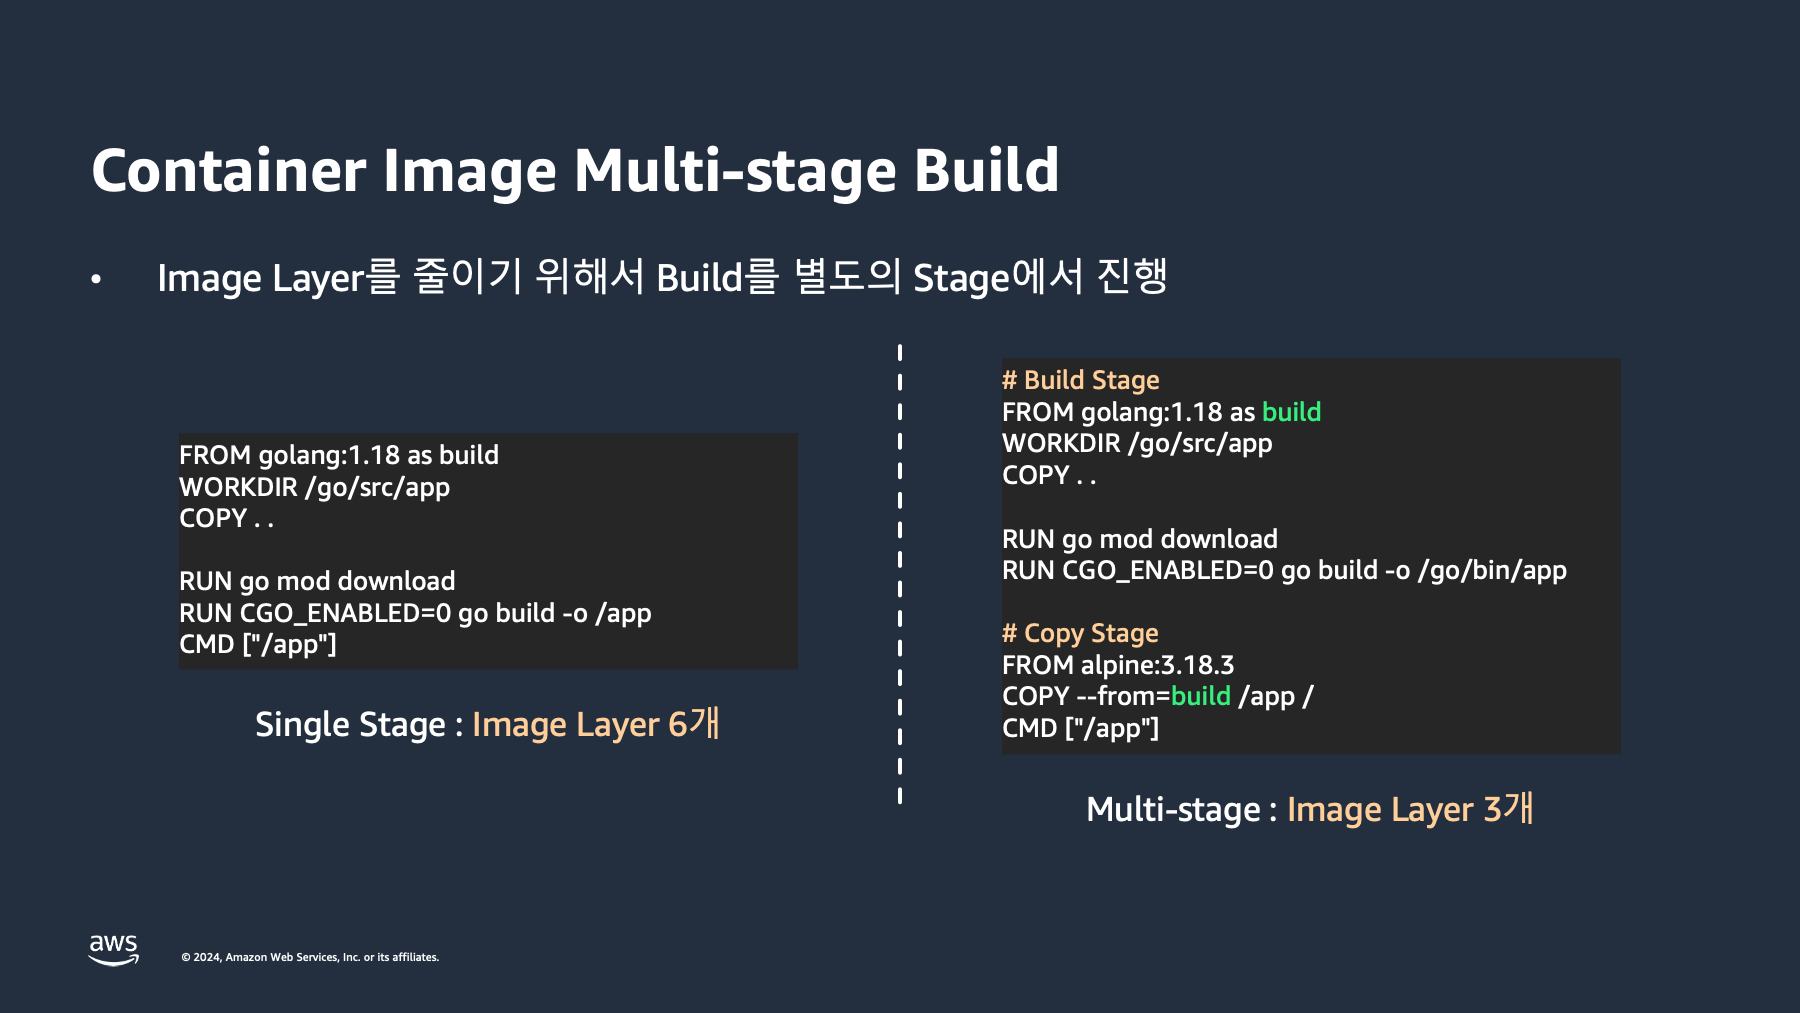 Container Image Multi-stage Build
• Image Layer를 줄이기 위해서 Build를 별도의 Stage에서 진행
FROM golang:1.18 as build
WORKDIR /go/src/app
COPY . .
RUN go mod download
RUN CGO_ENABLED=0 go build -o /app
CMD ["/app"]
Single Stage : Image Layer 6개
# Build Stage
FROM golang:1.18 as build
WORKDIR /go/src/app
COPY . .
RUN go mod download
RUN CGO_ENABLED=0 go build -o /go/bin/app
# Copy Stage
FROM alpine:3.18.3
COPY --from=build /app /
CMD ["/app"]
Multi-stage : Image Layer 3개
aws
© 2024, Amazon Web Services, Inc. or its affiliates.